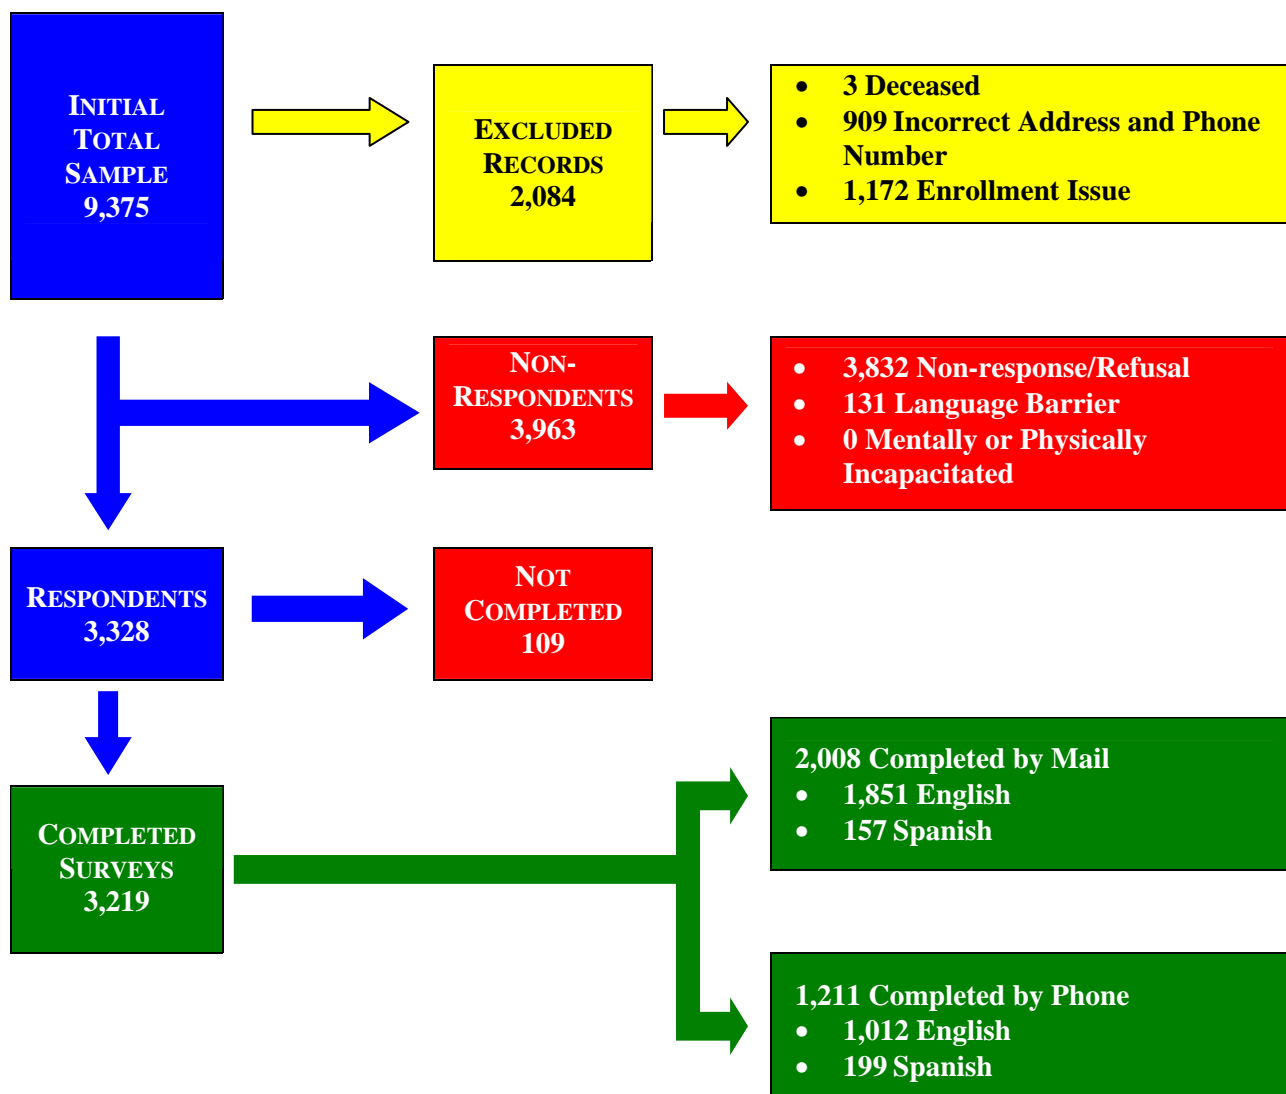 INITIAL
TOTAL
SAMPLE
9,375
EXCLUDED
RECORDS
2,084
• 3 Deceased
• 909 Incorrect Address and Phone
Number
• 1,172 Enrollment Issue
NON-
RESPONDENTS
3,963
• 3,832 Non-response/Refusal
• 131 Language Barrier
• 0 Mentally or Physically
Incapacitated
RESPONDENTS
3,328
NOT
COMPLETED
109
COMPLETED
SURVEYS
3,219
2,008 Completed by Mail
• 1,851 English
• 157 Spanish
1,211 Completed by Phone
• 1,012 English
• 199 Spanish